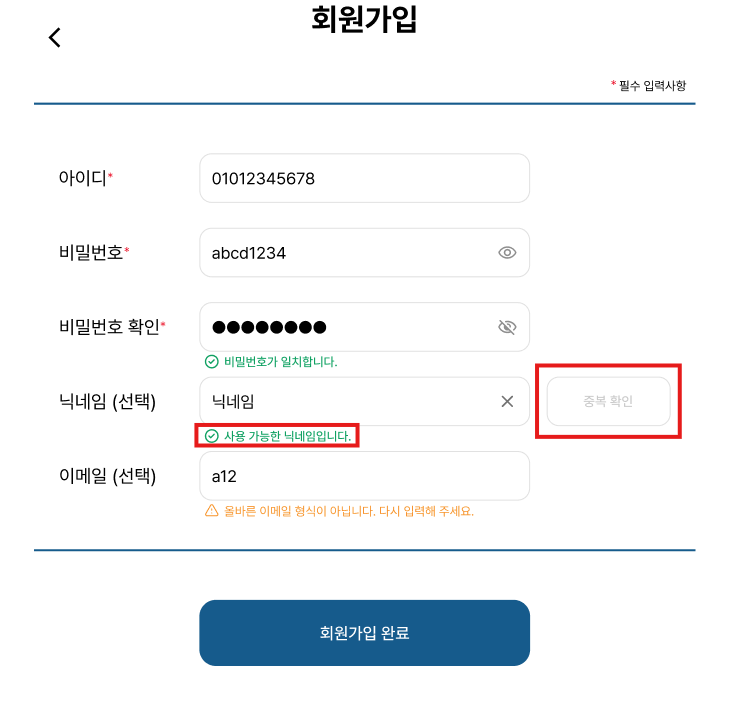 회원가입
* 필수 입력사항
아이디* 01012345678
비밀번호* abcd1234
비밀번호 확인* ●●●●●●●●
비밀번호가 일치합니다.
닉네임 (선택) 닉네임 중복 확인
사용 가능한 닉네임입니다.
이메일 (선택) a12
올바른 이메일 형식이 아닙니다. 다시 입력해 주세요.
회원가입 완료